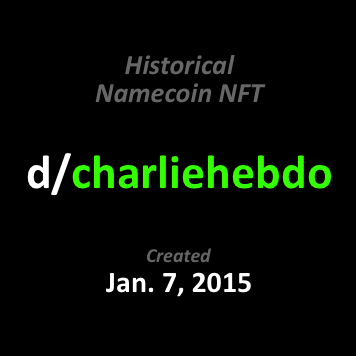 Historical
Namecoin NFT
d/charliehebdo
Created
Jan. 7, 2015